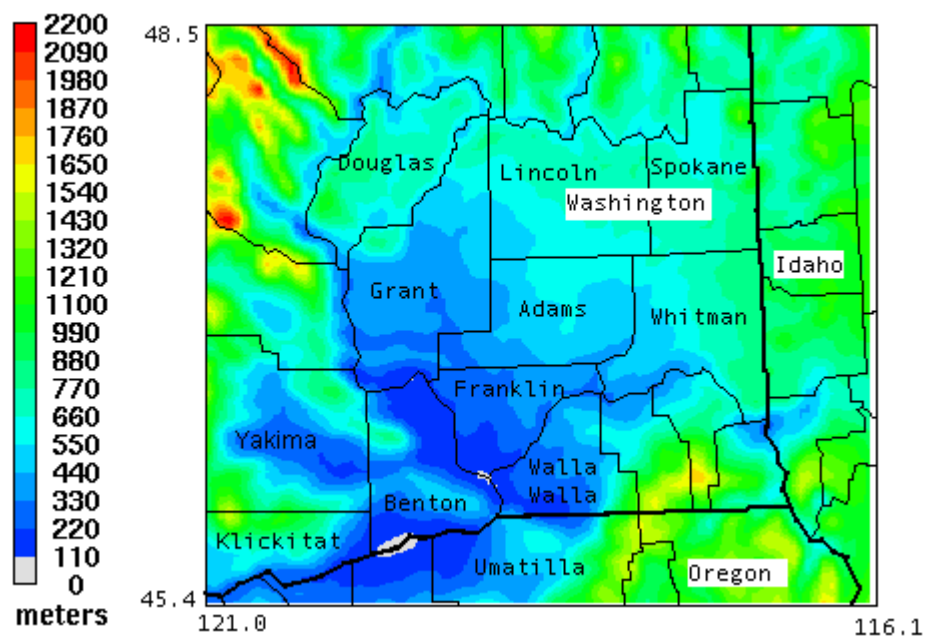 2200
2090
1980
1870
1760
1650
1540
1430
1320
1210
1100
990
880
770
660
550
440
330
220
110
0
meters
48.5
Douglas
Lincoln
Spokane
Washington
Idaho
Grant
Adams
Whitman
Franklin
Yakima
Walla
Walla
Benton
Klickitat
Umatilla
Oregon
45.4
121.0
116.1